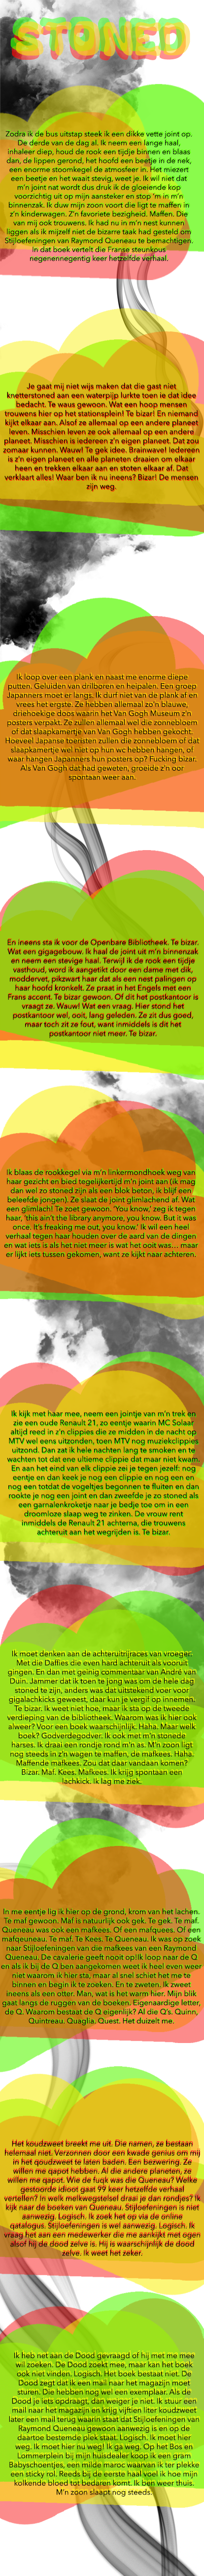 STONED
Zodra ik de bus uitstap steek ik een dikke vette joint op.
De derde van de dag al. Ik neem een lange haal,
inhaleer diep, houd de rook een tijdje binnen en blaas
dan, de lippen gerond, het hoofd een beetje in de nek,
een enorme stoomkegel de atmosfeer in. Het miezert
een beetje en het waait stevig, weet je. Ik wil niet dat
m'n joint nat wordt dus druk ik de gloeiende kop
voorzichtig uit op mijn aansteker en stop 'm in m'n
binnenzak. Ik duw mijn zoon voort die ligt te maffen in
z'n kinderwagen. Z'n favoriete bezigheid. Maffen. Die
van mij ook trouwens. Ik had nu in m'n nest kunnen
liggen als ik mijzelf niet de bizarre taak had gesteld om
Stijloefeningen van Raymond Queneau te bemachtigen.
In dat boek vertelt die Franse steunkous
negenennegentig keer hetzelfde verhaal.
Je gaat mij niet wijs maken dat die gast niet
knetterstoned aan een waterpijp lurkte toen ie dat idee
bedacht. Te waus gewoon. Wat een hoop mensen
trouwens hier op het stationsplein! Te bizar! En niemand
kijkt elkaar aan. Alsof ze allemaal op een andere planeet
leven. Misschien leven ze ook allemaal op een andere
planeet. Misschien is iedereen z'n eigen planeet. Dat zou
zomaar kunnen. Wauw! Te gek idee. Brainwave! Iedereen
is z'n eigen planeet en alle planeten draaien om elkaar
heen en trekken elkaar aan en stoten elkaar af. Dat
verklaart alles! Waar ben ik nu ineens? Bizar! De mensen
zijn weg.
Ik loop over een plank en naast me enorme diepe
putten. Geluiden van drilboren en heipalen. Een groep
Japanners moet er langs. Ik durf niet van de plank af en
vrees het ergste. Ze hebben allemaal zo'n blauwe,
driehoekige doos waarin het Van Gogh Museum z'n
posters verpakt. Ze zullen allemaal wel die zonnebloem
of dat slaapkamertje van Van Gogh hebben gekocht.
Hoeveel Japanse toeristen zullen die zonnebloem of dat
slaapkamertje wel niet op hun wc hebben hangen, of
waar hangen Japanners hun posters op? Fucking bizar.
Als Van Gogh dat had geweten, groeide z'n oor
spontaan weer aan.
En ineens sta ik voor de Openbare Bibliotheek. Te bizar.
Wat een gigagebouw. Ik haal de joint uit m'n binnenzak
en neem een stevige haal. Terwijl ik de rook een tijdje
vasthoud, word ik aangetikt door een dame met dik,
moddervet, pikzwart haar dat als een nest palingen op
haar hoofd kronkelt. Ze praat in het Engels met een
Frans accent. Te bizar gewoon. Of dit het postkantoor is
vraagt ze. Wauw! Wat een vraag. Hier stond het
postkantoor wel, ooit, lang geleden. Ze zit dus goed,
maar toch zit ze fout, want inmiddels is dit het
postkantoor niet meer. Te bizar.
Ik blaas de rookkegel via m'n linkermondhoek weg van
haar gezicht en bied tegelijkertijd m'n joint aan (ik mag
dan wel zo stoned zijn als een blok beton, ik blijf een
beleefde jongen). Ze slaat de joint glimlachend af. Wat
een glimlach! Te zoet gewoon. 'You know,' zeg ik tegen
haar, 'this ain't the library anymore, you know. But it was
once. It's freaking me out, you know.' Ik wil een heel
verhaal tegen haar houden over de aard van de dingen
en wat iets is als het niet meer is wat het ooit was… maar
er lijkt iets tussen gekomen, want ze kijkt naar achteren.
Ik kijk met haar mee, neem een jointje van m'n trek en
zie een oude Renault 21, zo eentje waarin MC Solaar
altijd reed in z'n clippies die ze midden in de nacht op
MTV wel eens uitzonden, toen MTV nog muziekclippies
uitzond. Dan zat ik hele nachten lang te smoken en te
wachten tot dat ene ultieme clippie dat maar niet kwam.
En aan het eind van elk clippie zei je tegen jezelf: nog
eentje en dan keek je nog een clippie en nog een en
nog een totdat de vogeltjes begonnen te fluiten en dan
rookte je nog een joint en dan zweefde je zo stoned als
een garnalenkroketje naar je bedje toe om in een
droomloze slaap weg te zinken. De vrouw rent
inmiddels de Renault 21 achterna, die trouwens
achteruit aan het wegrijden is. Te bizar.
Ik moet denken aan de achteruitrijraces van vroeger.
Met die Daffies die even hard achteruit als vooruit
gingen. En dan met geinig commentaar van André van
Duin. Jammer dat ik toen te jong was om de hele dag
stoned te zijn, anders was dat uitstekend voer voor
gigalachkicks geweest, daar kun je vergif op innemen.
Te bizar. Ik weet niet hoe, maar ik sta op de tweede
verdieping van de bibliotheek. Waarom was ik hier ook
alweer? Voor een boek waarschijnlijk. Haha. Maar welk
boek? Godverdegodver. Ik ook met m'n stonede
harses. Ik draai een rondje rond m'n as. M'n zoon ligt
nog steeds in z'n wagen te maffen, de mafkees. Haha.
Maffende mafkees. Zou dat daar vandaan komen?
Bizar. Maf. Kees. Mafkees. Ik krijg spontaan een
lachkick. Ik lag me ziek.
In me eentje lig ik hier op de grond, krom van het lachen.
Te maf gewoon. Maf is natuurlijk ook gek. Te gek. Te maf.
Queneau was ook een mafkees. Of een mafquees. Of een
mafqeuneau. Te maf. Te Kees. Te Queneau. Ik was op zoek
naar Stijloefeningen van die mafkees van een Raymond
Queneau. De cavalerie geeft nooit op! Ik loop naar de Q
en als ik bij de Q ben aangekomen weet ik heel even weer
niet waarom ik hier sta, maar al snel schiet het me te
binnen en begin ik te zoeken. En te zweten. Ik zweet
ineens als een otter. Man, wat is het warm hier. Mijn blik
gaat langs de ruggen van de boeken. Eigenaardige letter,
de Q. Waarom bestaat de Q eigenlijk? Al die Q's. Quinn,
Quintreau. Quaglia. Quest. Het duizelt me.
Het koudzweet breekt me uit. Die namen, ze bestaan
helemaal niet. Verzonnen door een kwade genius om mij
in het qoudzweet te laten baden. Een bezwering. Ze
willen me qapot hebben. Al die andere planeten, ze
willen me qapot. Wie de fuq is die Queneau? Welke
gestoorde idioot gaat 99 keer hetzelfde verhaal
vertellen? In welk melkwegstelsel draai je dan rondjes? Ik
kijk naar de boeken van Queneau. Stijloefeningen is niet
aanwezig. Logisch. Ik zoek het op via de online
qatalogus. Stijloefeningen is wel aanwezig. Logisch. Ik
vraag het aan een medewerker die me aankijkt met ogen
alsof hij de dood zelve is. Hij is waarschijnlijk de dood
zelve. Ik weet het zeker.
Ik heb net aan de Dood gevraagd of hij met me mee
wil zoeken. De Dood zoekt mee, maar kan het boek
ook niet vinden. Logisch. Het boek bestaat niet. De
Dood zegt dat ik een mail naar het magazijn moet
sturen. Die hebben nog wel een exemplaar. Als de
Dood je iets opdraagt, dan weiger je niet. Ik stuur een
mail naar het magazijn en krijg vijftien liter koudzweet
later een mail terug waarin staat dat Stijloefeningen van
Raymond Queneau gewoon aanwezig is en op de
daartoe bestemde plek staat. Logisch. Ik moet hier
weg. Ik moet hier nu weg! Ik ga weg. Op het Bos en
Lommerplein bij mijn huisdealer koop ik een gram
Babyschoentjes, een milde maroc waarvan ik ter plekke
een sticky rol. Reeds bij de eerste haal voel ik hoe mijn
kolkende bloed tot bedaren komt. Ik ben weer thuis.
M'n zoon slaapt nog steeds.